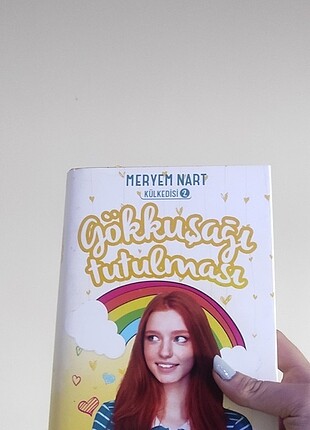 MERYEM NART
KÜLKEDİSİ 2
Gökkuşağı
tutulması